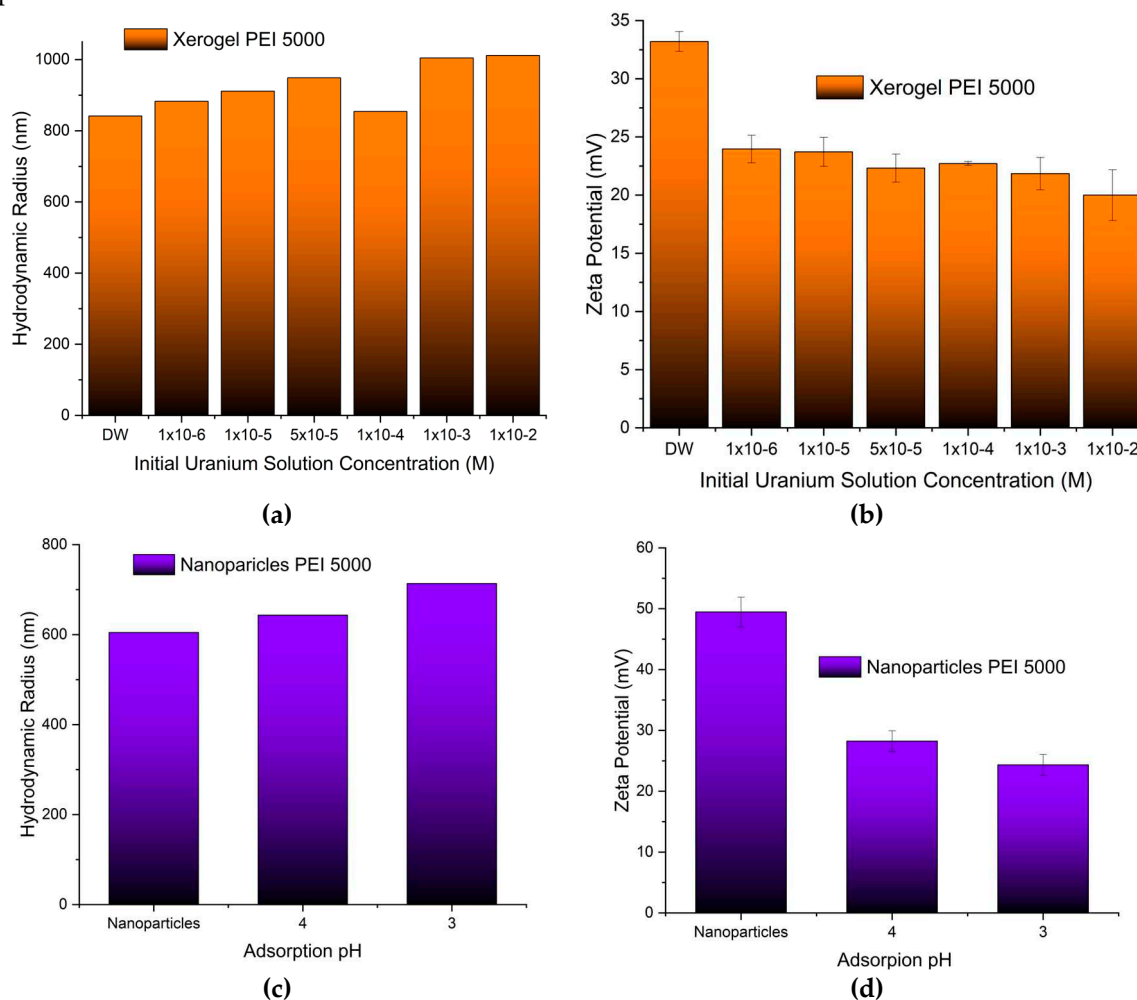 Xerogel PEI 5000
Hydrodynamic Radius (nm)
1000
800
600
400
200
0
DW 1x10-6 1x10-5 5x10-5 1x10-4 1x10-3 1x10-2
Initial Uranium Solution Concentration (M)
(a)
Xerogel PEI 5000
Zeta Potential (mV)
35
30
25
20
15
10
5
0
DW 1x10-6 1x10-5 5x10-5 1x10-4 1x10-3 1x10-2
Initial Uranium Solution Concentration (M)
(b)
Nanoparicles PEI 5000
Hydrodynamic Radius (nm)
800
600
400
200
0
Nanoparticles 4 3
Adsorption pH
(c)
Nanoparticles PEI 5000
Zeta Potential (mV)
60
50
40
30
20
10
0
Nanoparticles 4 3
Adsorpion pH
(d)